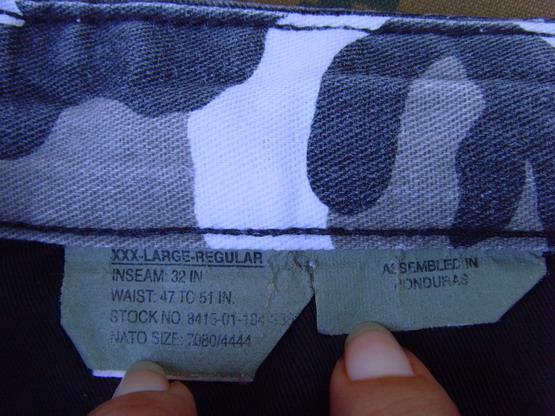 XXX-LARGE-REGULAR
INSEAM: 32 IN
WAIST: 47 TO 51 IN.
STOCK NO. 8415-01-184
NATO SIZE: 7080/4444
ASSEMBLED IN
HONDURAS